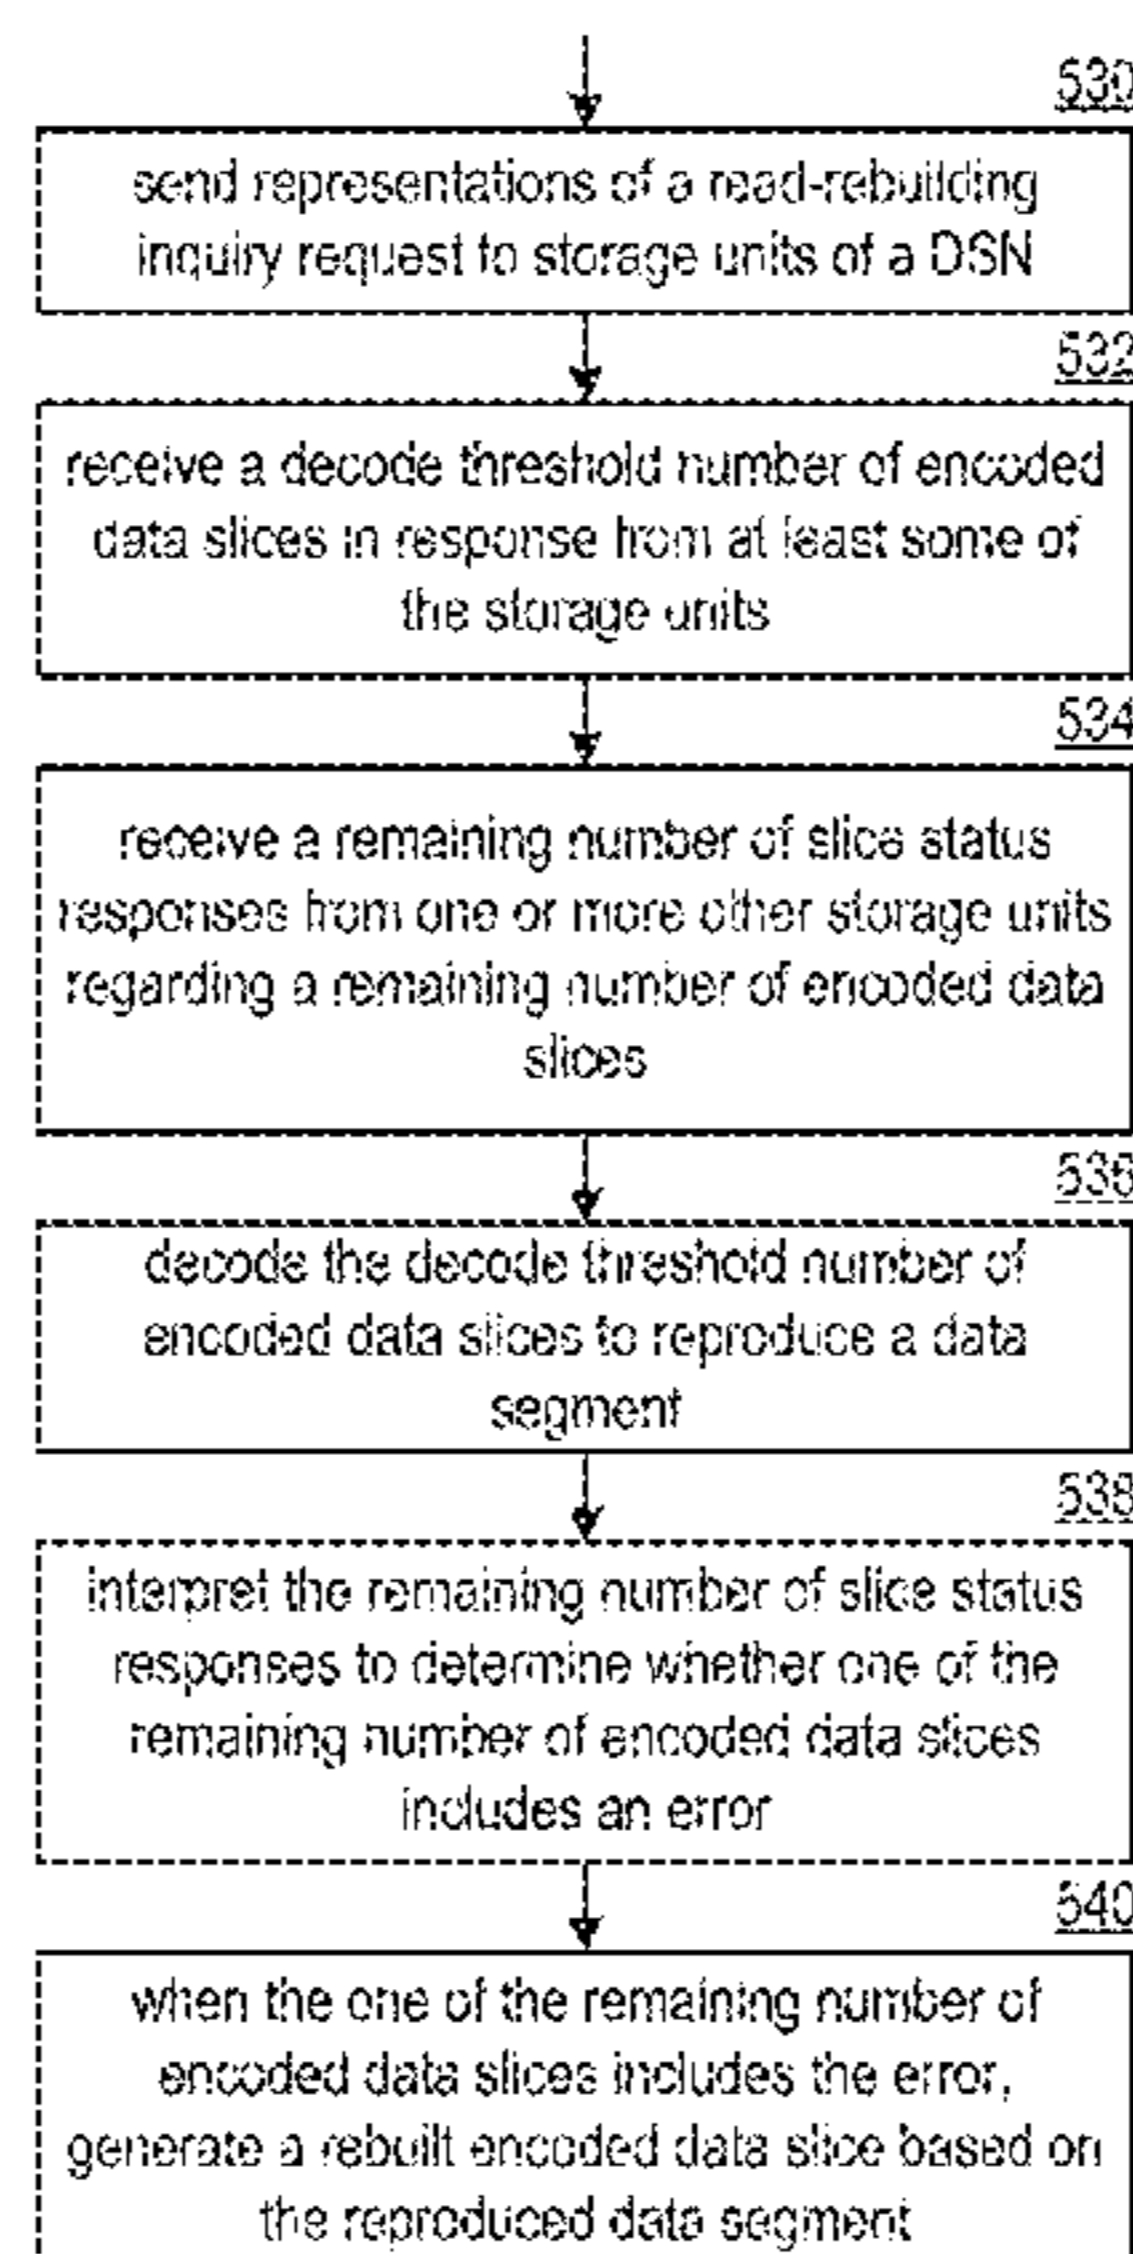 530
send representations of a read-rebuilding
inquiry request to storage units of a DSN
532
receive a decode threshold number of encoded
data slices in response from at least some of
the storage units
534
receive a remaining number of slice status
responses from one or more other storage units
regarding a remaining number of encoded data
slices
536
decode the decode threshold number of
encoded data slices to reproduce a data
segment
538
interpret the remaining number of slice status
responses to determine whether one of the
remaining number of encoded data slices
includes an error
540
when the one of the remaining number of
encoded data slices includes the error,
generate a rebuilt encoded data slice based on
the reproduced data segment